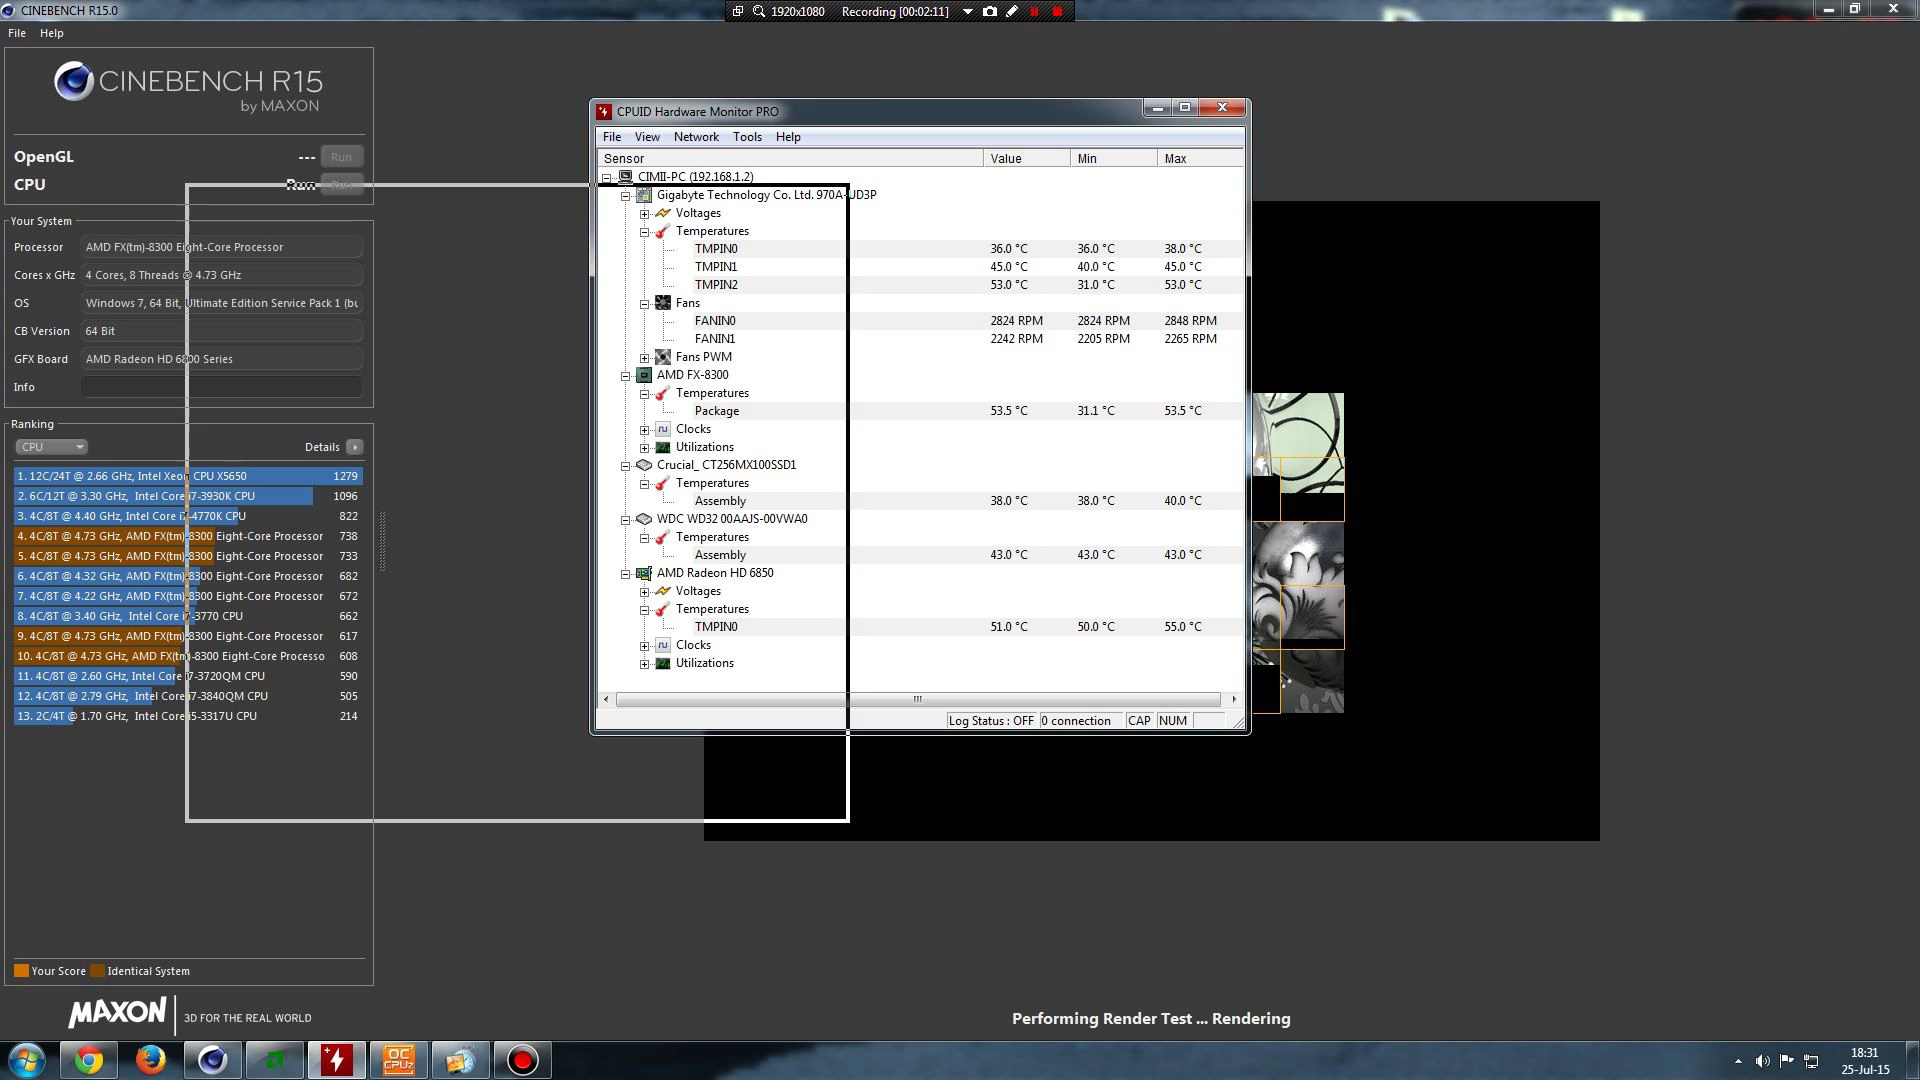 CINEBENCH R15.0
1920x1080 Recording [00:02:11]
File Help
CINEBENCH R15
by MAXON
OpenGL --- Run
CPU Run Run
Your System
Processor AMD FX(tm)-8300 Eight-Core Processor
Cores x GHz 4 Cores, 8 Threads @ 4.73 GHz
OS Windows 7, 64 Bit, Ultimate Edition Service Pack 1 (bu
CB Version 64 Bit
GFX Board AMD Radeon HD 6800 Series
Info
Ranking
CPU Details
1. 12C/24T @ 2.66 GHz, Intel Xeon CPU X5650 1279
2. 6C/12T @ 3.30 GHz, Intel Core i7-3930K CPU 1096
3. 4C/8T @ 4.40 GHz, Intel Core i7-4770K CPU 822
4. 4C/8T @ 4.73 GHz, AMD FX(tm)-8300 Eight-Core Processor 738
5. 4C/8T @ 4.73 GHz, AMD FX(tm)-8300 Eight-Core Processor 733
6. 4C/8T @ 4.32 GHz, AMD FX(tm)-8300 Eight-Core Processor 682
7. 4C/8T @ 4.22 GHz, AMD FX(tm)-8300 Eight-Core Processor 672
8. 4C/8T @ 3.40 GHz, Intel Core i7-3770 CPU 662
9. 4C/8T @ 4.73 GHz, AMD FX(tm)-8300 Eight-Core Processor 617
10. 4C/8T @ 4.73 GHz, AMD FX(tm)-8300 Eight-Core Processo 608
11. 4C/8T @ 2.60 GHz, Intel Core i7-3720QM CPU 590
12. 4C/8T @ 2.79 GHz, Intel Core i7-3840QM CPU 505
13. 2C/4T @ 1.70 GHz, Intel Core i5-3317U CPU 214
Your Score Identical System
MAXON 3D FOR THE REAL WORLD
CPUID Hardware Monitor PRO
File View Network Tools Help
Sensor Value Min Max
CIMII-PC (192.168.1.2)
Gigabyte Technology Co. Ltd. 970A-UD3P
Voltages
Temperatures
TMPIN0 36.0 °C 36.0 °C 38.0 °C
TMPIN1 45.0 °C 40.0 °C 45.0 °C
TMPIN2 53.0 °C 31.0 °C 53.0 °C
Fans
FANIN0 2824 RPM 2824 RPM 2848 RPM
FANIN1 2242 RPM 2205 RPM 2265 RPM
Fans PWM
AMD FX-8300
Temperatures
Package 53.5 °C 31.1 °C 53.5 °C
Clocks
Utilizations
Crucial_ CT256MX100SSD1
Temperatures
Assembly 38.0 °C 38.0 °C 40.0 °C
WDC WD32 00AAJS-00VWA0
Temperatures
Assembly 43.0 °C 43.0 °C 43.0 °C
AMD Radeon HD 6850
Voltages
Temperatures
TMPIN0 51.0 °C 50.0 °C 55.0 °C
Clocks
Utilizations
Log Status : OFF 0 connection CAP NUM
Performing Render Test ... Rendering
OC
CPUz
18:31
25-Jul-15